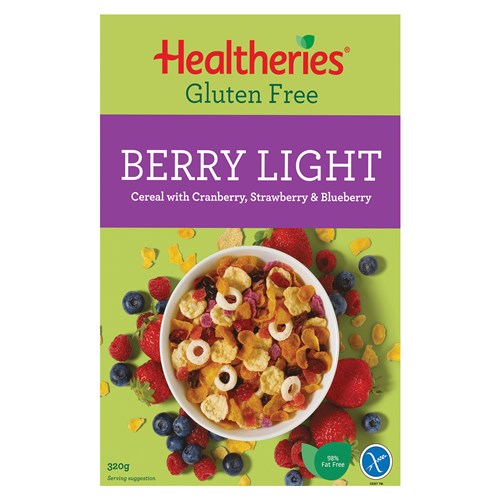 Healtheries®
Gluten Free
BERRY LIGHT
Cereal with Cranberry, Strawberry & Blueberry
98%
Fat Free
320g
Serving suggestion